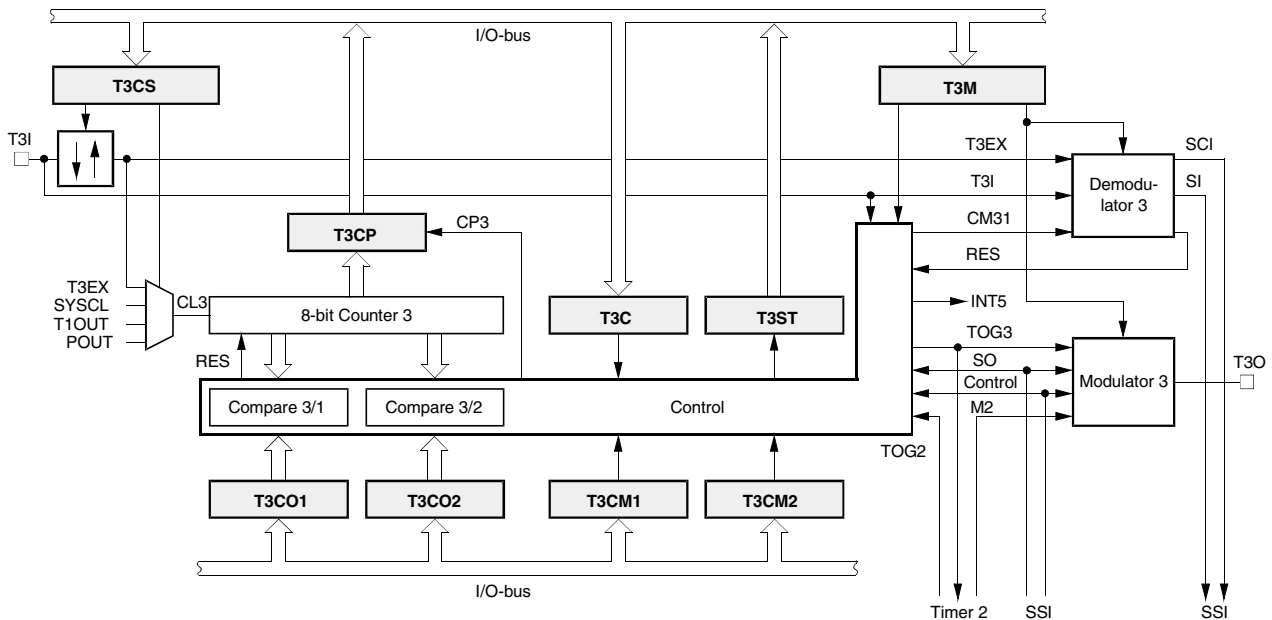 I/O-bus
T3CS
T3M
T3I
T3EX
SCI
T3I
SI
Demodu-
lator 3
T3CP
CP3
CM31
RES
T3EX
SYSCL
T1OUT
POUT
CL3
8-bit Counter 3
T3C
T3ST
INT5
RES
TOG3
SO
Control
M2
Modulator 3
T3O
Compare 3/1
Compare 3/2
Control
TOG2
T3CO1
T3CO2
T3CM1
T3CM2
I/O-bus
Timer 2
SSI
SSI